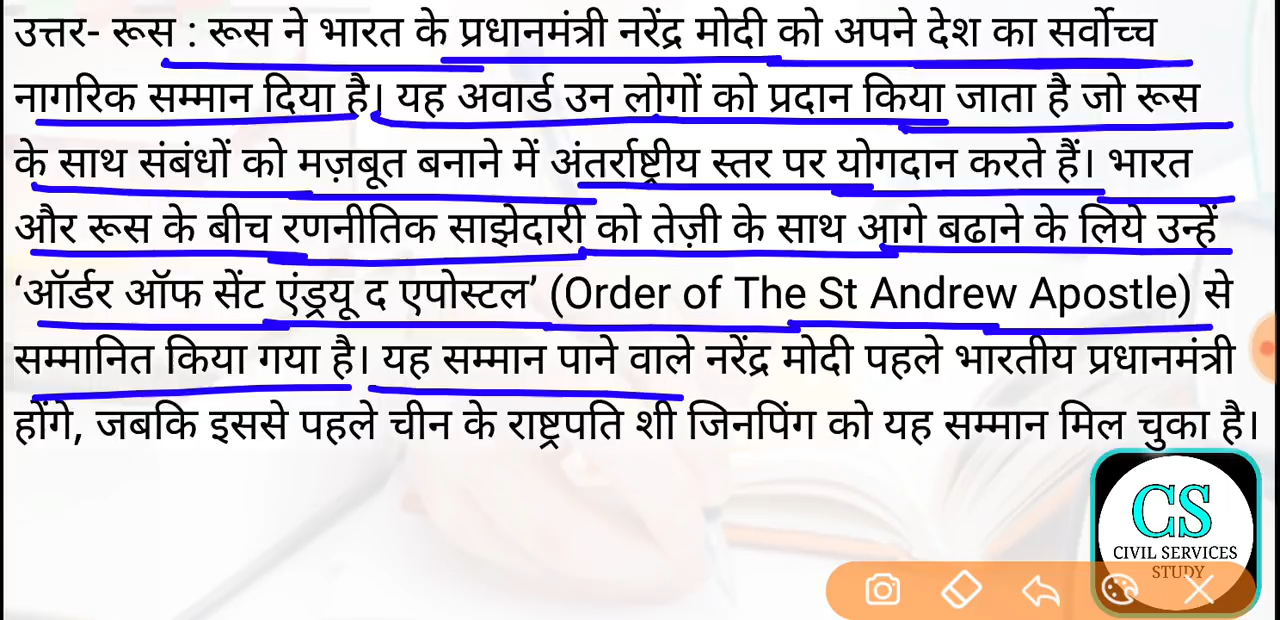 उत्तर- रूस : रूस ने भारत के प्रधानमंत्री नरेंद्र मोदी को अपने देश का सर्वोच्च
नागरिक सम्मान दिया है। यह अवार्ड उन लोगों को प्रदान किया जाता है जो रूस
के साथ संबंधों को मज़बूत बनाने में अंतर्राष्ट्रीय स्तर पर योगदान करते हैं। भारत
और रूस के बीच रणनीतिक साझेदारी को तेज़ी के साथ आगे बढाने के लिये उन्हें
‘ऑर्डर ऑफ सेंट एंड्रयू द एपोस्टल’ (Order of The St Andrew Apostle) से
सम्मानित किया गया है। यह सम्मान पाने वाले नरेंद्र मोदी पहले भारतीय प्रधानमंत्री
होंगे, जबकि इससे पहले चीन के राष्ट्रपति शी जिनपिंग को यह सम्मान मिल चुका है।
CS
CIVIL SERVICES
STUDY